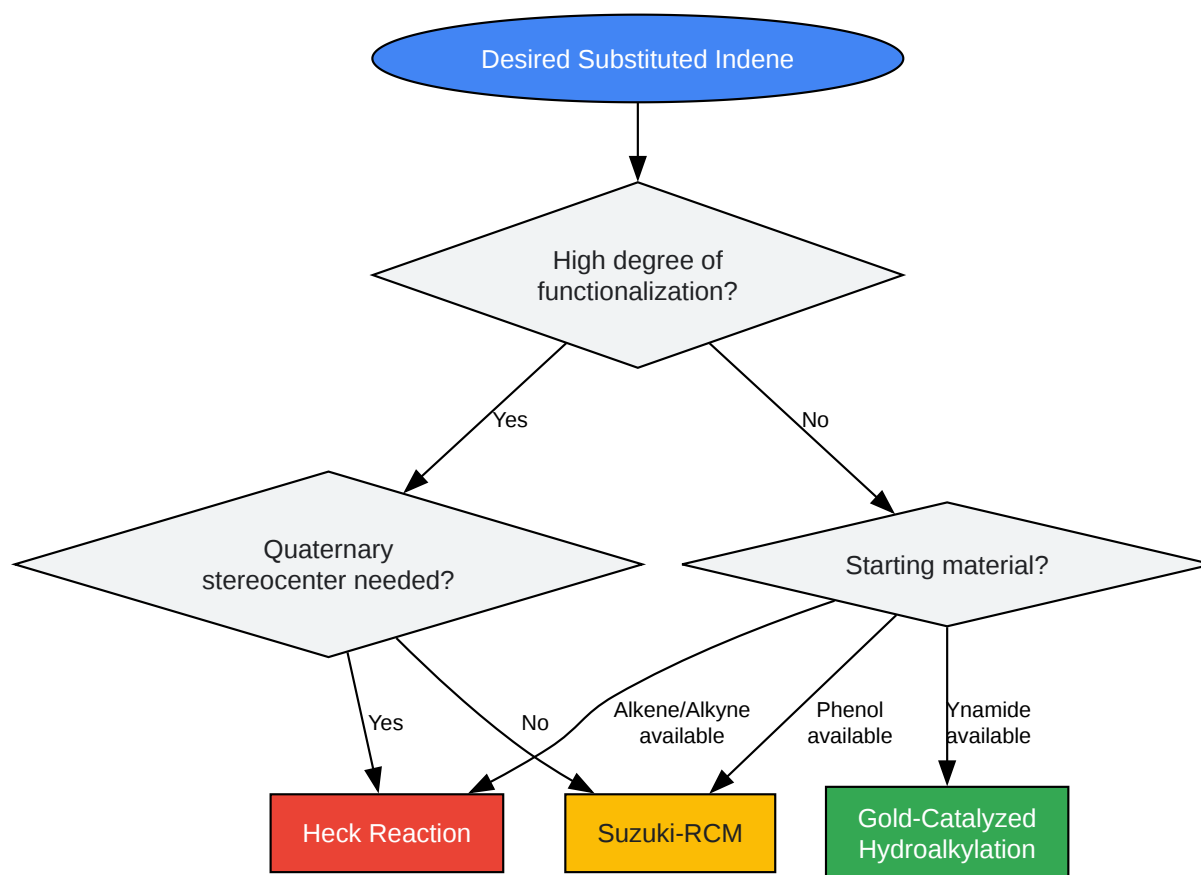 Desired Substituted Indene
High degree of
functionalization?
Yes
No
Quaternary
stereocenter needed?
Starting material?
Yes
No
Alkene/Alkyne
available
Phenol
available
Ynamide
available
Heck Reaction
Suzuki-RCM
Gold-Catalyzed
Hydroalkylation